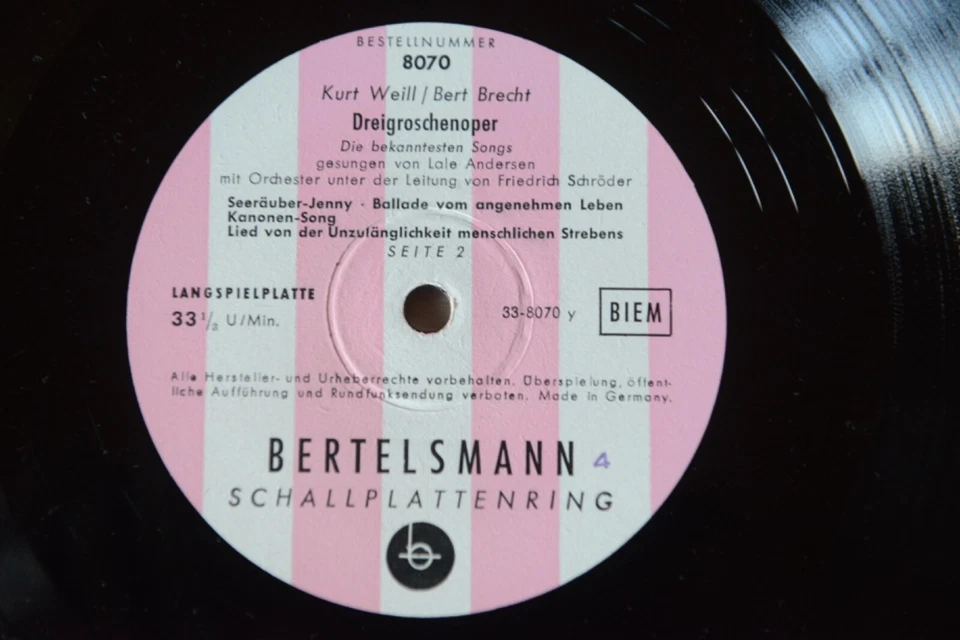 BESTELLNUMMER
8070
Kurt Weill / Bert Brecht
Dreigroschenoper
Die bekanntesten Songs
gesungen von Lale Andersen
mit Orchester unter der Leitung von Friedrich Schröder
Seeräuber-Jenny · Ballade vom angenehmen Leben
Kanonen-Song
Lied von der Unzulänglichkeit menschlichen Strebens
SEITE 2
LANGSPIELPLATTE
33 1/3 U/Min.
33-8070 y
BIEM
Alle Hersteller- und Urheberrechte vorbehalten. Überspielung, öffent-
liche Aufführung und Rundfunksendung verboten. Made in Germany.
BERTELSMANN 4
SCHALLPLATTENRING
b